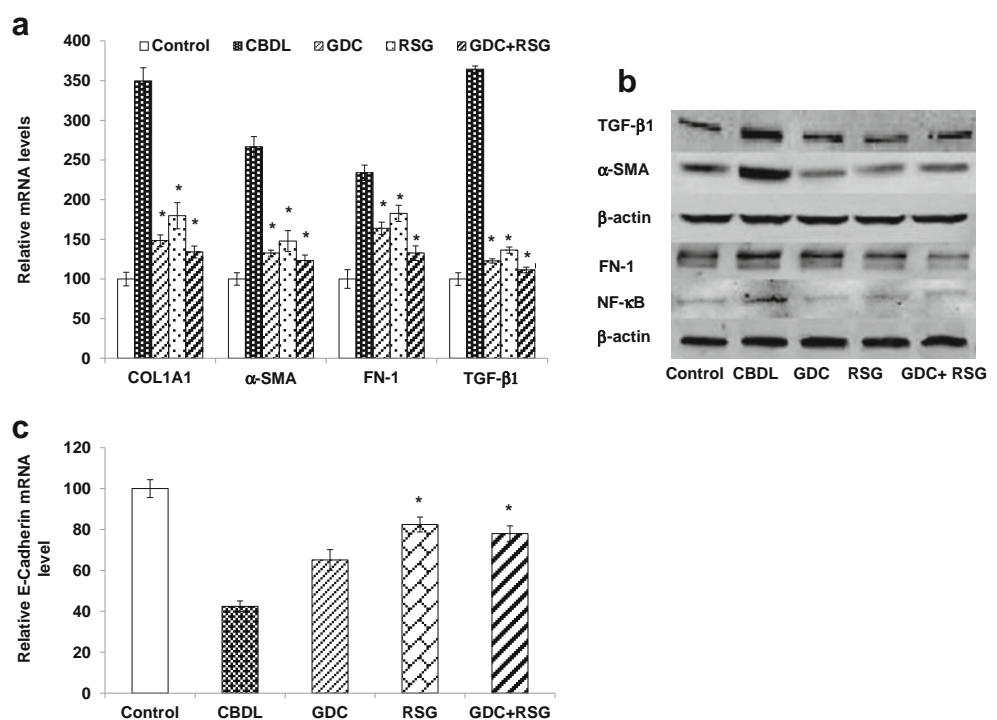 a
Control CBDL GDC RSG GDC+RSG
Relative mRNA levels
400
350
300
250
200
150
100
50
0
* * *
* * *
* * *
* * *
COL1A1 α-SMA FN-1 TGF-β1
b
TGF-β1
α-SMA
β-actin
FN-1
NF-κB
β-actin
Control CBDL GDC RSG GDC+ RSG
c
Relative E-Cadherin mRNA
level
120
100
80
60
40
20
0
* *
Control CBDL GDC RSG GDC+RSG